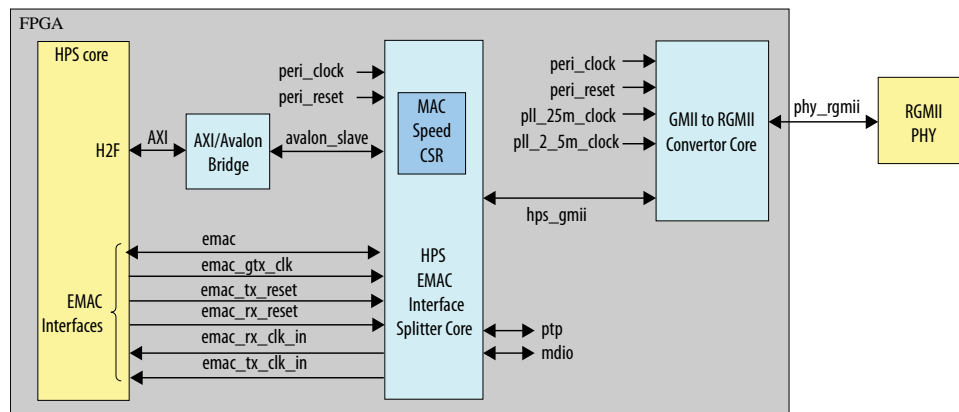 FPGA
HPS core
peri_clock
peri_reset
MAC
Speed
CSR
peri_clock
peri_reset
pll_25m_clock
pll_2_5m_clock
GMII to RGMII
Convertor Core
phy_rgmii
RGMII
PHY
H2F
AXI
AXI/Avalon
Bridge
avalon_slave
hps_gmii
emac
emac_gtx_clk
emac_tx_reset
emac_rx_reset
emac_rx_clk_in
emac_tx_clk_in
EMAC
Interfaces
HPS
EMAC
Interface
Splitter Core
ptp
mdio